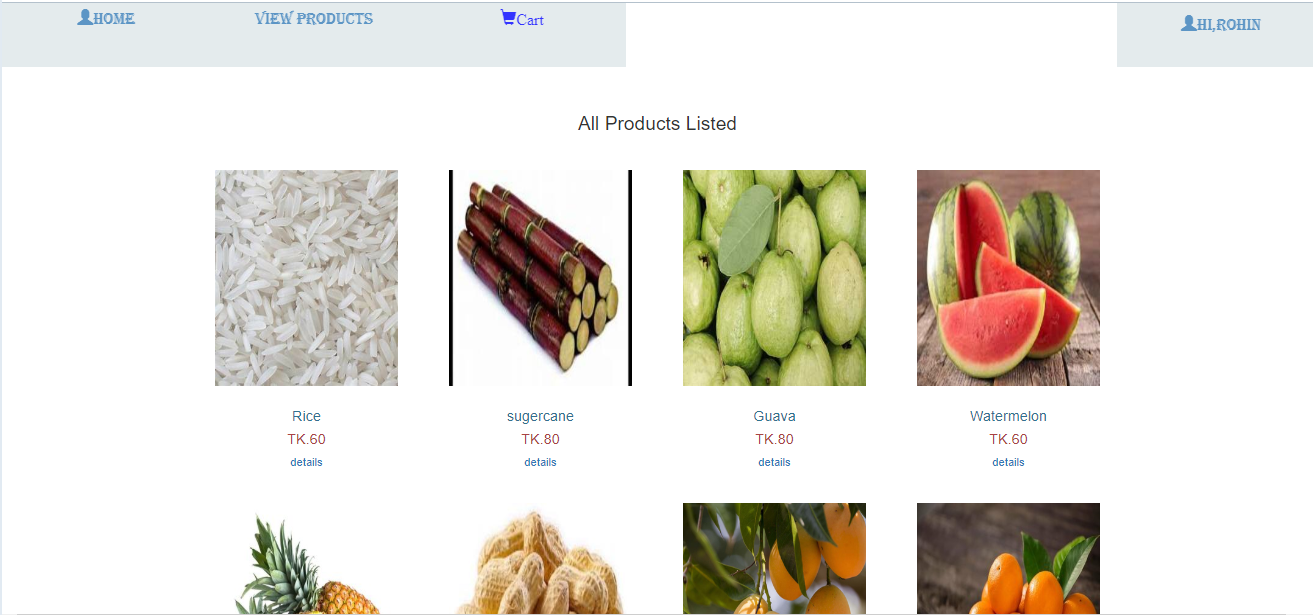 HOME VIEW PRODUCTS Cart HI,ROHIN
All Products Listed
Rice sugercane Guava Watermelon
TK.60 TK.80 TK.80 TK.60
details details details details